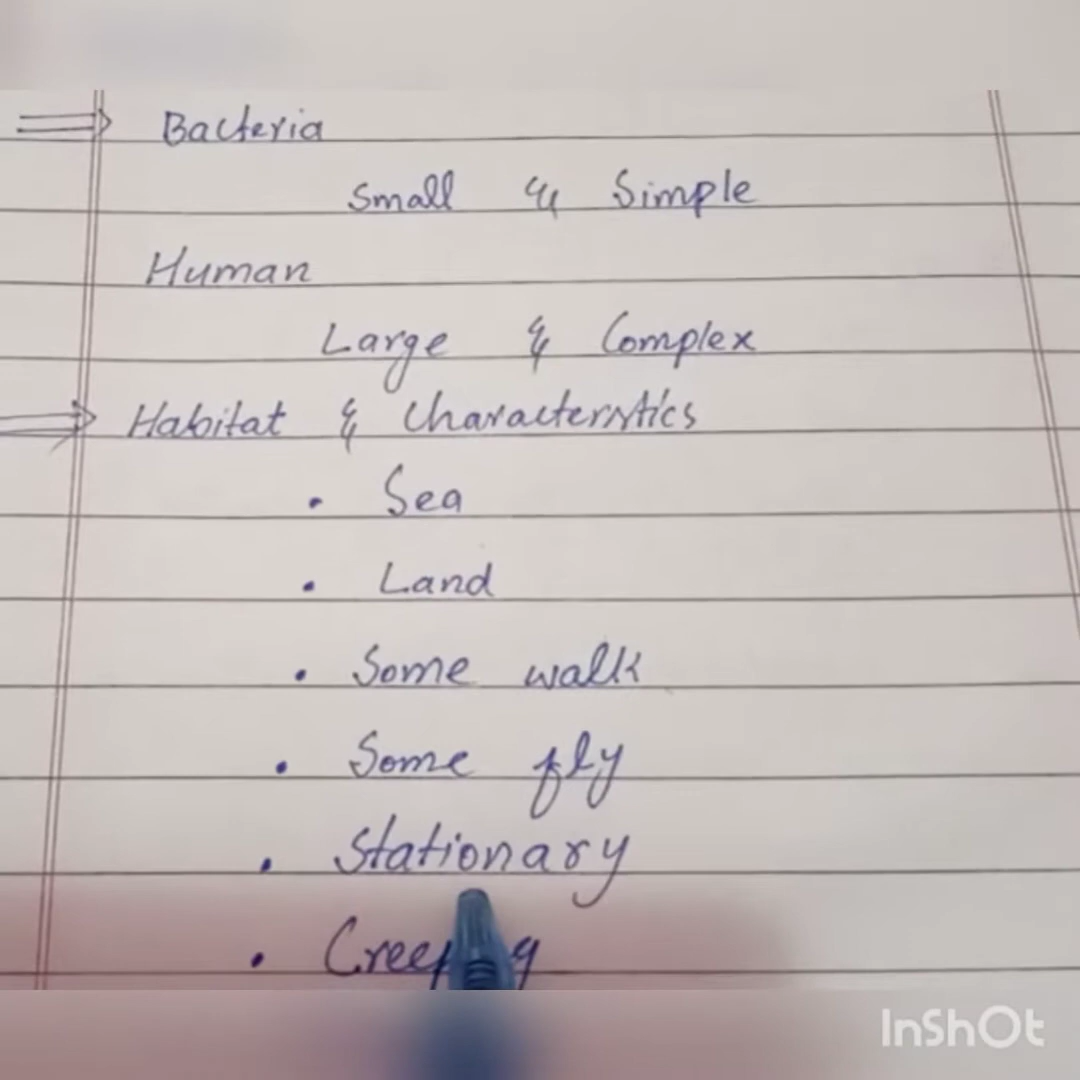 ⇒ Bacteria
Small & Simple
Human
Large & Complex
⇒ Habitat & Characterstics
• Sea
• Land
• Some walk
• Some fly
• Stationary
InShOt